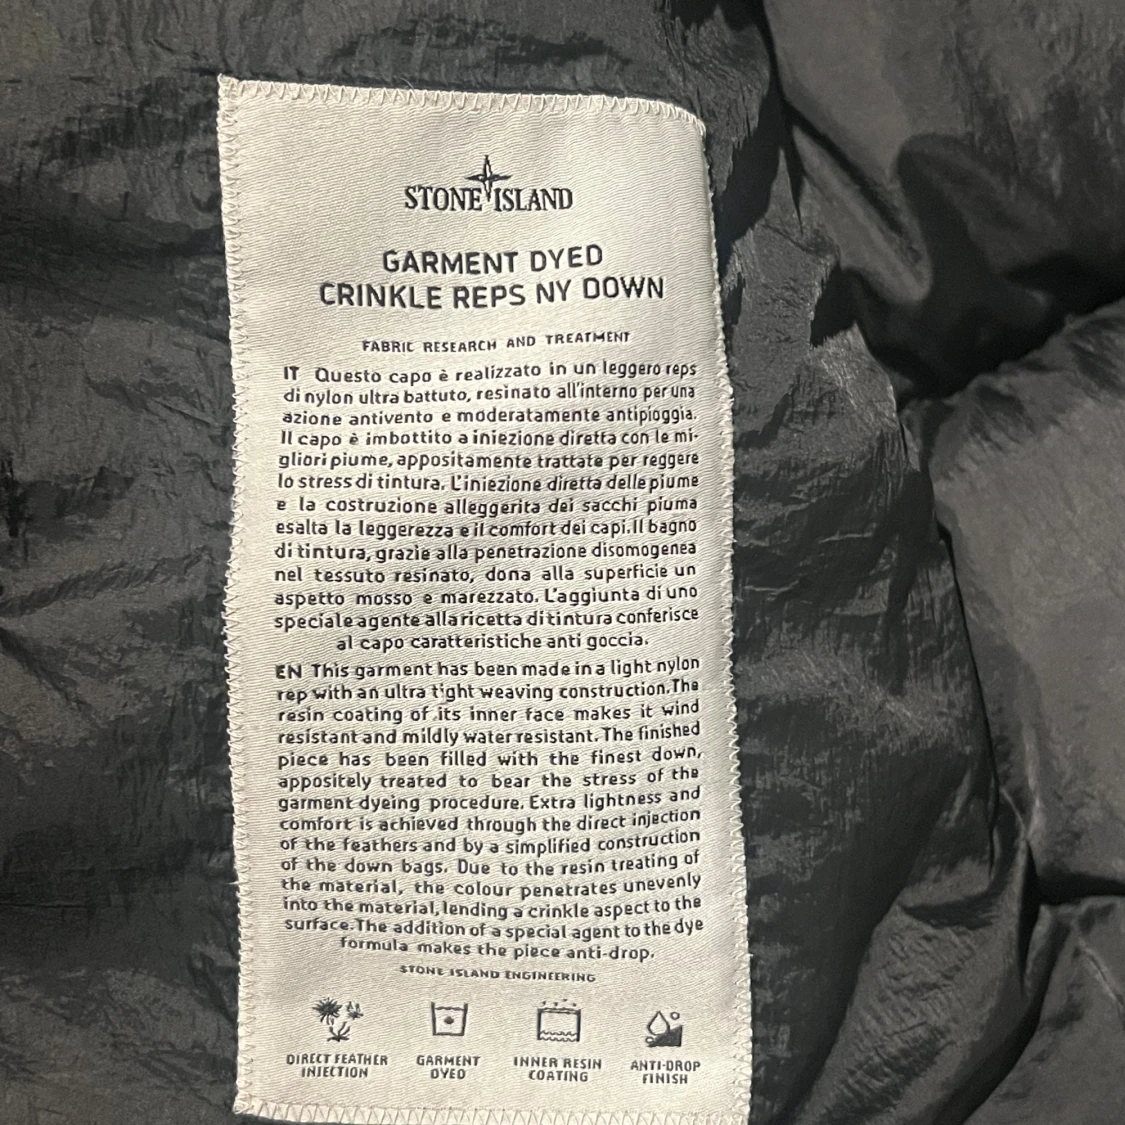 STONE ISLAND
GARMENT DYED
CRINKLE REPS NY DOWN
FABRIC RESEARCH AND TREATMENT
IT Questo capo è realizzato in un leggero reps
di nylon ultra battuto, resinato all'interno per una
azione antivento e moderatamente antipioggia.
Il capo è imbottito a iniezione diretta con le mi-
gliori piume, appositamente trattate per reggere
lo stress di tintura. L'iniezione diretta delle piume
e la costruzione alleggerita dei sacchi piuma
esalta la leggerezza e il comfort dei capi. Il bagno
di tintura, grazie alla penetrazione disomogenea
nel tessuto resinato, dona alla superficie un
aspetto mosso e marezzato. L'aggiunta di uno
speciale agente alla ricetta di tintura conferisce
al capo caratteristiche anti goccia.
EN This garment has been made in a light nylon
rep with an ultra tight weaving construction. The
resin coating of its inner face makes it wind
resistant and mildly water resistant. The finished
piece has been filled with the finest down,
appositely treated to bear the stress of the
garment dyeing procedure. Extra lightness and
comfort is achieved through the direct injection
of the feathers and by a simplified construction
of the down bags. Due to the resin treating of
the material, the colour penetrates unevenly
into the material, lending a crinkle aspect to the
surface. The addition of a special agent to the dye
formula makes the piece anti-drop.
STONE ISLAND ENGINEERING
DIRECT FEATHER INJECTION
GARMENT DYED
INNER RESIN COATING
ANTI-DROP FINISH